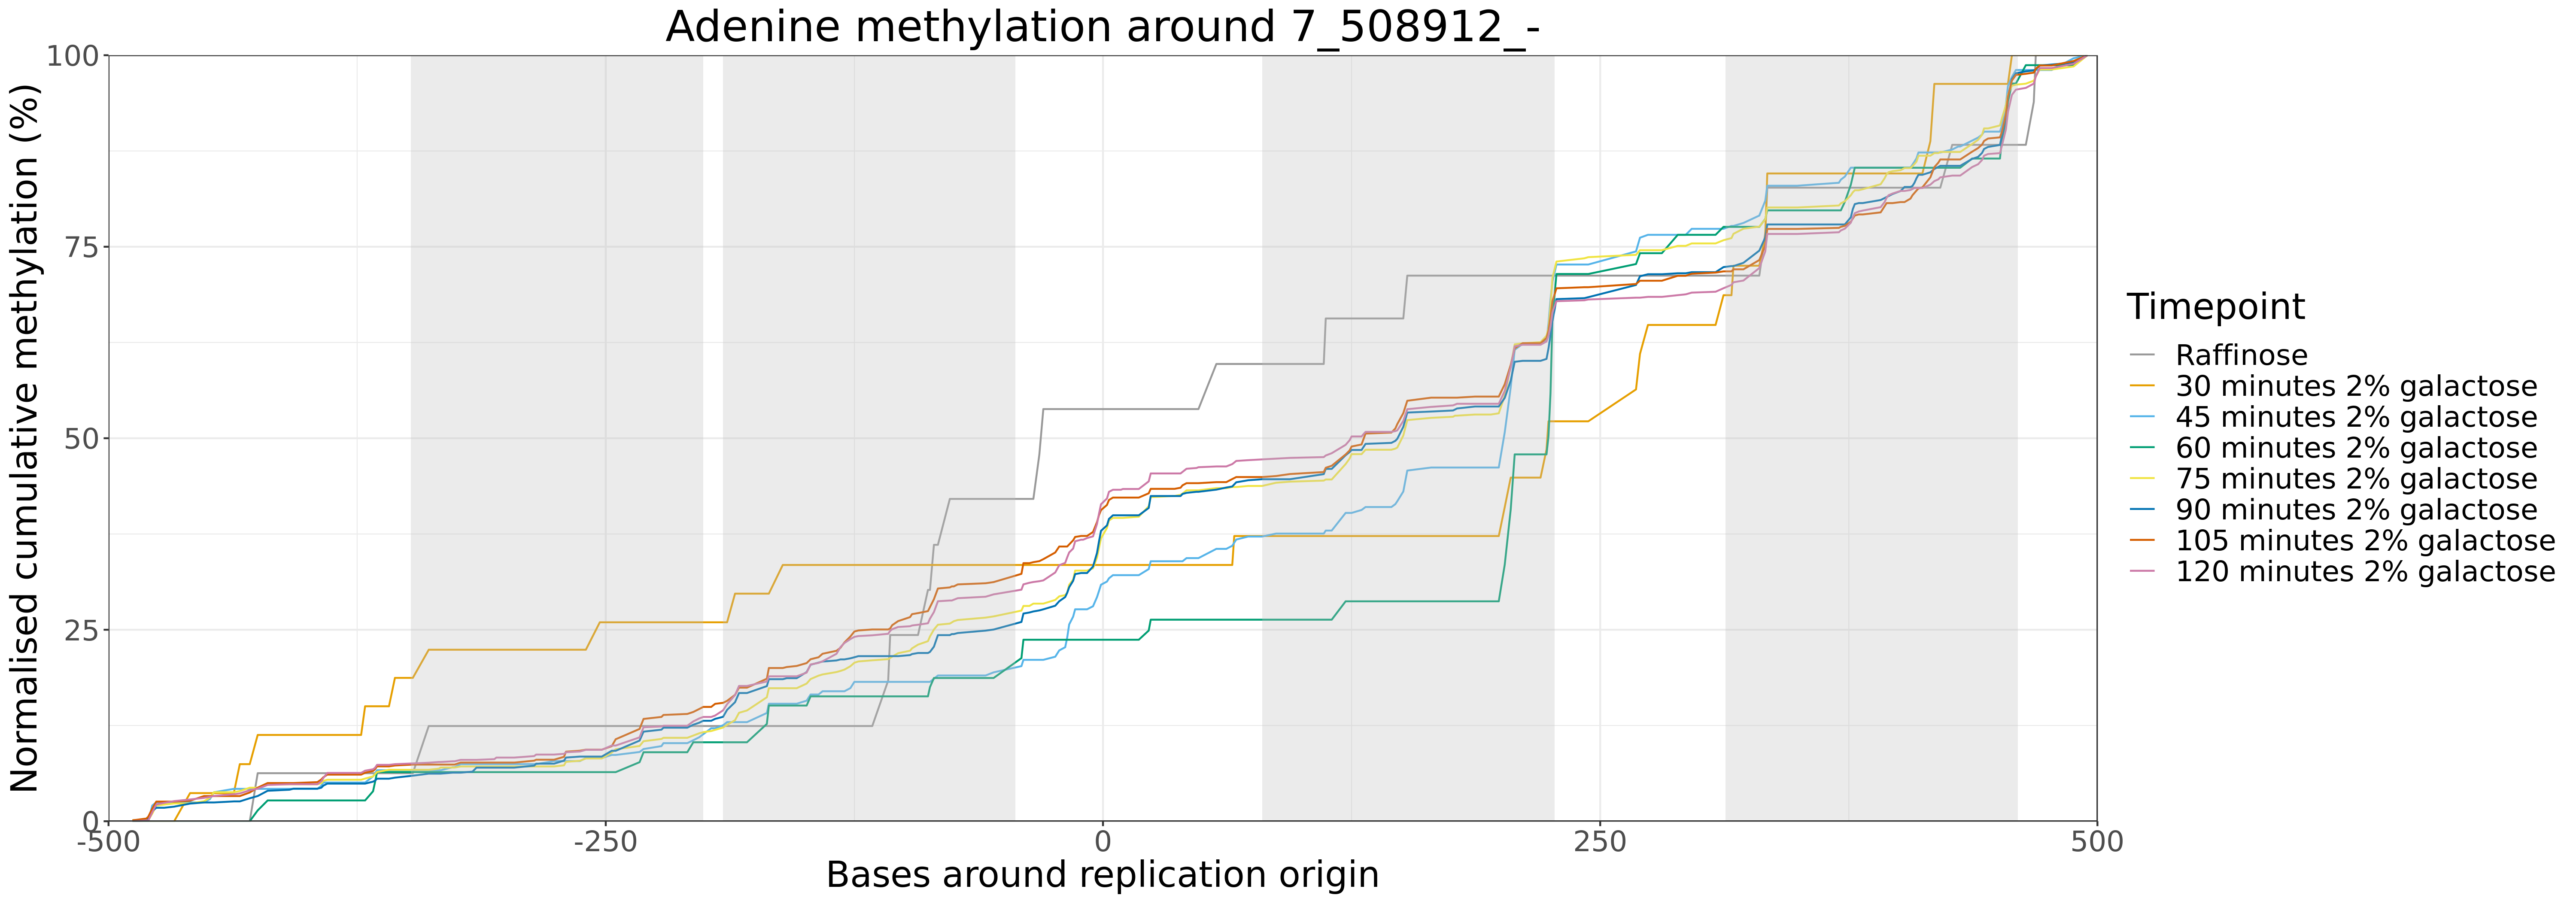 Adenine methylation around 7_508912_-
Normalised cumulative methylation (%)
100
75
50
25
0
-500
-250
0
250
500
Bases around replication origin
Timepoint
Raffinose
30 minutes 2% galactose
45 minutes 2% galactose
60 minutes 2% galactose
75 minutes 2% galactose
90 minutes 2% galactose
105 minutes 2% galactose
120 minutes 2% galactose